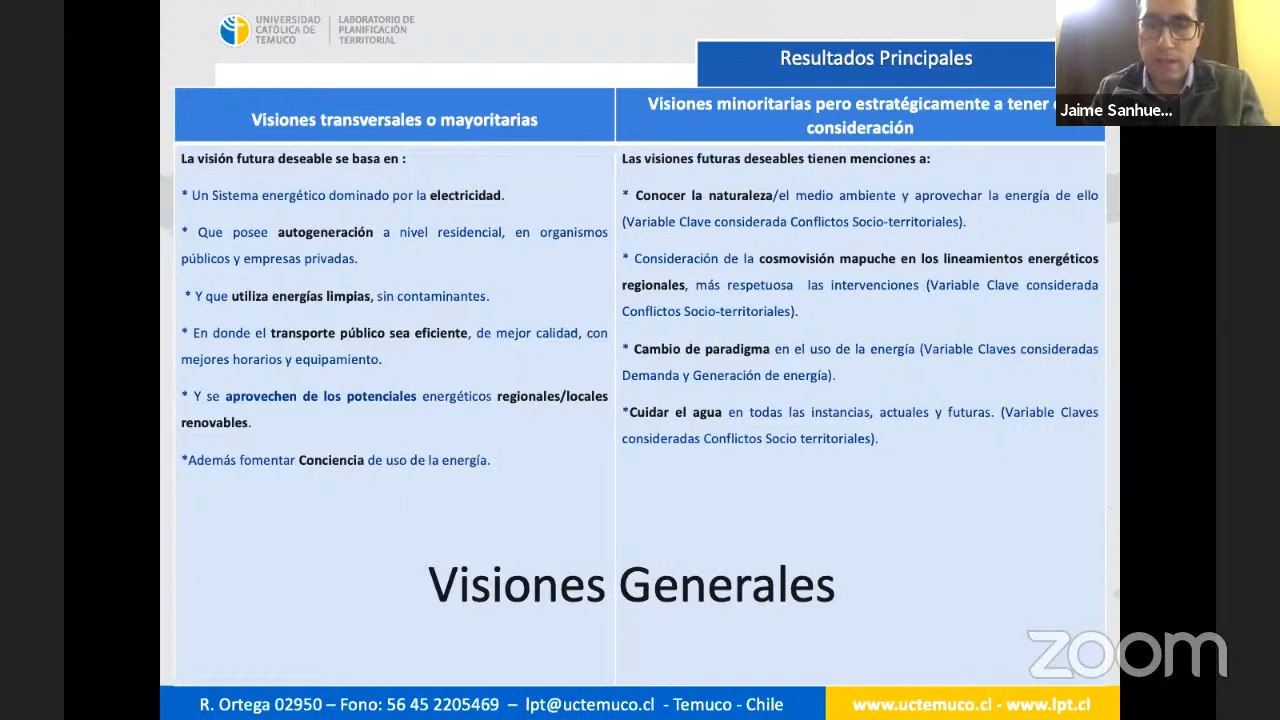 UNIVERSIDAD
CATÓLICA DE
TEMUCO
LABORATORIO DE
PLANIFICACIÓN
TERRITORIAL
Resultados Principales
Jaime Sanhue...
Visiones transversales o mayoritarias
Visiones minoritarias pero estratégicamente a tener
consideración
La visión futura deseable se basa en :
* Un Sistema energético dominado por la electricidad.
* Que posee autogeneración a nivel residencial, en organismos
públicos y empresas privadas.
* Y que utiliza energías limpias, sin contaminantes.
* En donde el transporte público sea eficiente, de mejor calidad, con
mejores horarios y equipamiento.
* Y se aprovechen de los potenciales energéticos regionales/locales
renovables.
*Además fomentar Conciencia de uso de la energía.
Las visiones futuras deseables tienen menciones a:
* Conocer la naturaleza/el medio ambiente y aprovechar la energía de ello
(Variable Clave considerada Conflictos Socio-territoriales).
* Consideración de la cosmovisión mapuche en los lineamientos energéticos
regionales, más respetuosa las intervenciones (Variable Clave considerada
Conflictos Socio-territoriales).
* Cambio de paradigma en el uso de la energía (Variable Claves consideradas
Demanda y Generación de energía).
*Cuidar el agua en todas las instancias, actuales y futuras. (Variable Claves
consideradas Conflictos Socio territoriales).
Visiones Generales
zoom
R. Ortega 02950 – Fono: 56 45 2205469 – lpt@uctemuco.cl - Temuco - Chile
www.uctemuco.cl - www.lpt.cl